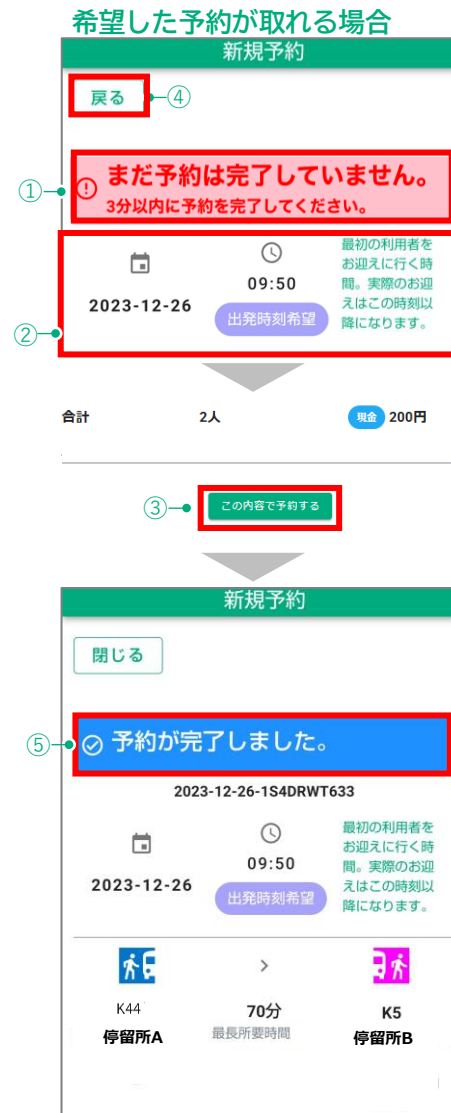 希望した予約が取れる場合
新規予約
戻る
④
①
まだ予約は完了していません。
3分以内に予約を完了してください。
②
2023-12-26
09:50
出発時刻希望
最初の利用者を
お迎えに行く時
間。実際のお迎
えはこの時刻以
降になります。
合計 2人 現金 200円
③
この内容で予約する
新規予約
閉じる
⑤
予約が完了しました。
2023-12-26-1S4DRWT633
2023-12-26
09:50
出発時刻希望
最初の利用者を
お迎えに行く時
間。実際のお迎
えはこの時刻以
降になります。
K44 70分 K5
停留所A 最長所要時間 停留所B